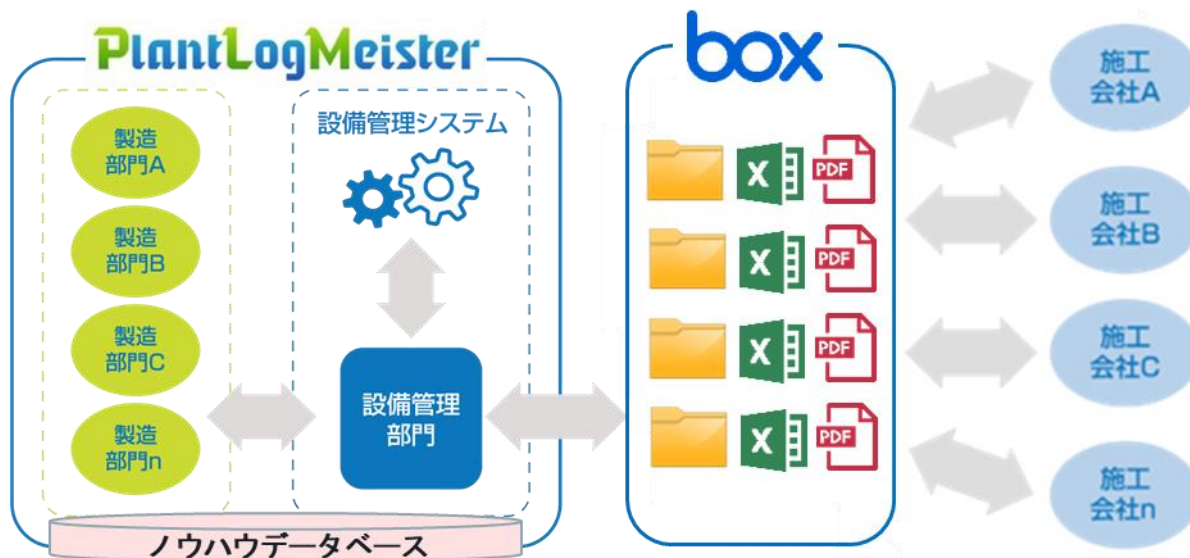 PlantLogMeister
製造
部門A
製造
部門B
製造
部門C
製造
部門n
設備管理システム
設備管理
部門
ノウハウデータベース
box
X
PDF
X
PDF
X
PDF
X
PDF
施工
会社A
施工
会社B
施工
会社C
施工
会社n